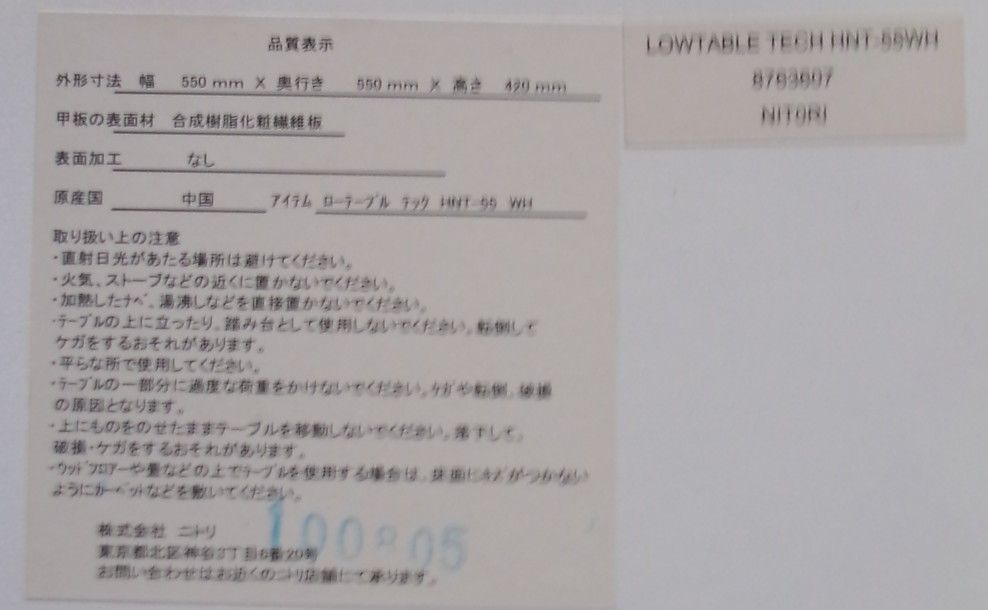 品質表示
外形寸法 幅 550 mm X 奥行き 550 mm X 高さ 420 mm
甲板の表面材 合成樹脂化粧繊維板
表面加工 なし
原産国 中国 アイテム ローテーブル テック HNT-55 WH
取り扱い上の注意
・直射日光があたる場所は避けてください。
・火気、ストーブなどの近くに置かないでください。
・加熱したナベ、湯沸しなどを直接置かないでください。
・テーブルの上に立ったり、踏み台として使用しないでください。転倒して
ケガをするおそれがあります。
・平らな所で使用してください。
・テーブルの一部分に過度な荷重をかけないでください。ケガや転倒、破損
の原因となります。
・上にものをのせたままテーブルを移動しないでください。落下して、
破損・ケガをするおそれがあります。
・ウッドフロアーや畳などの上でテーブルを使用する場合は、床面にキズがつかない
ようにカーペットなどを敷いてください。
株式会社 ニトリ
東京都北区神谷3丁目6番20号
お問い合わせはお近くのニトリ店舗にて承ります。
100805
LOWTABLE TECH HNT-55WH
NITORI